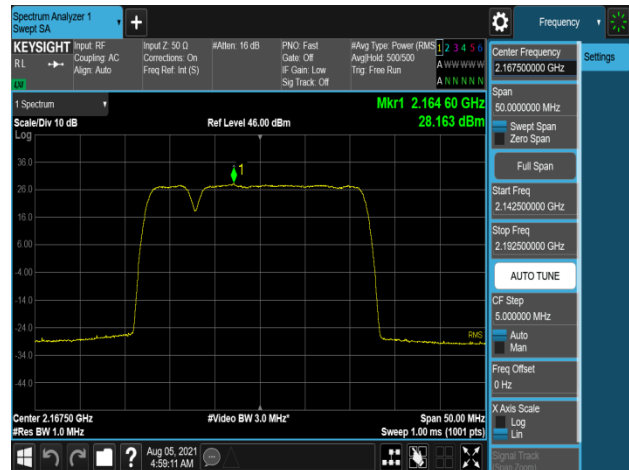 Spectrum Analyzer 1
Swept SA
Frequency
KEYSIGHT
RL
Input: RF
Coupling: AC
Align: Auto
Input Z: 50 Ω
Corrections: On
Freq Ref: Int (S)
#Atten: 16 dB
PNO: Fast
Gate: Off
IF Gain: Low
Sig Track: Off
#Avg Type: Power (RMS
Avg|Hold: 500/500
Trig: Free Run
1 2 3 4 5 6
A W W W W W
A N N N N N
LXI
1 Spectrum
Mkr1 2.164 60 GHz
28.163 dBm
Scale/Div 10 dB
Ref Level 46.00 dBm
Log
1
36.0
26.0
16.0
6.00
-4.00
-14.0
-24.0
-34.0
-44.0
RMS
Center 2.16750 GHz
#Video BW 3.0 MHz*
Span 50.00 MHz
#Res BW 1.0 MHz
Sweep 1.00 ms (1001 pts)
Center Frequency
2.167500000 GHz
Settings
Span
50.0000000 MHz
Swept Span
Zero Span
Full Span
Start Freq
2.142500000 GHz
Stop Freq
2.192500000 GHz
AUTO TUNE
CF Step
5.000000 MHz
Auto
Man
Freq Offset
0 Hz
X Axis Scale
Log
Lin
Signal Track
(Span Zoom)
?
Aug 05, 2021
4:59:11 AM